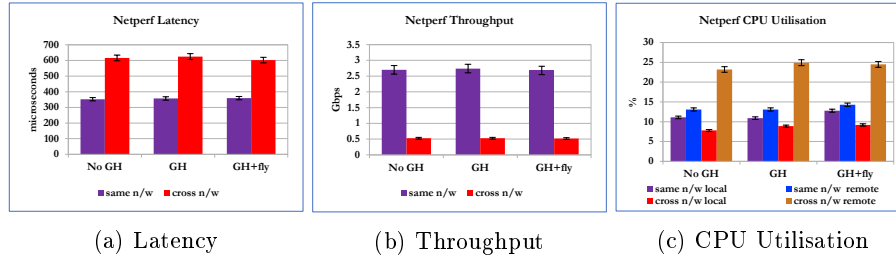 Netperf Latency
micrnseconds
700
600
500
400
300
200
100
0
No GH GH GH+fly
same n/w cross n/w
(a) Latency
Netperf Throughput
Gbps
3.5
3
2.5
2
1.5
1
0.5
0
No GH GH GH+fly
same n/w cross n/w
(b) Throughput
Netperf CPU Utilisation
%
30
25
20
15
10
5
0
No GH GH GH+fly
same n/w local same n/w remote
cross n/w local cross n/w remote
(c) CPU Utilisation